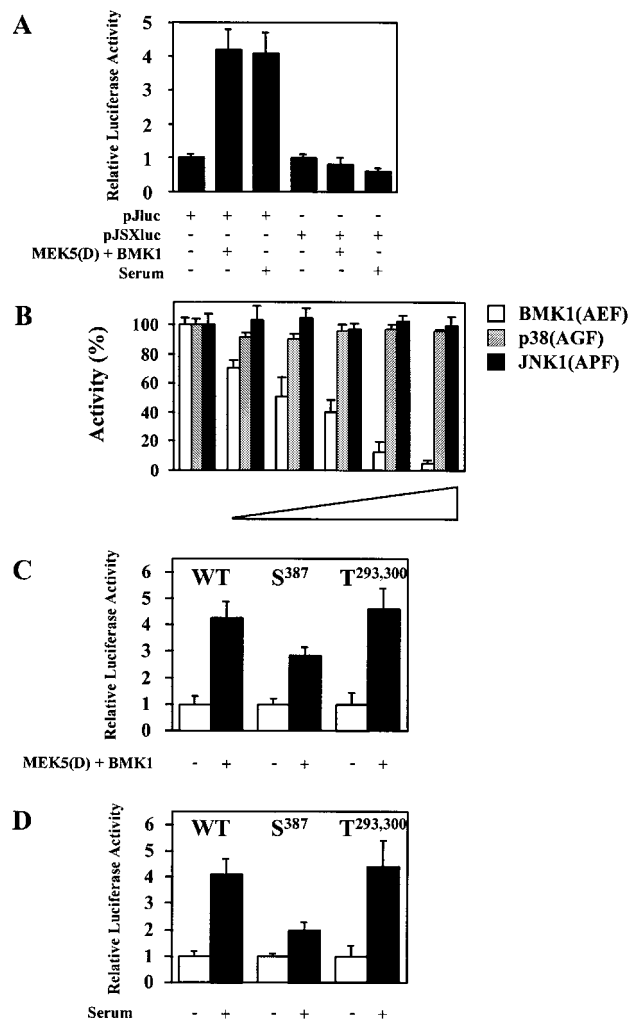 A
Relative Luciferase Activity
5
4
3
2
1
0
pJluc + + + - - -
pJSXluc - - - + + +
MEK5(D) + BMK1 - + - - + -
Serum - - + - - +
B
Activity (%)
100
80
60
40
20
0
BMK1(AEF)
p38(AGF)
JNK1(APF)
C
Relative Luciferase Activity
6
5
4
3
2
1
0
WT S387 T293,300
MEK5(D) + BMK1 - + - + - +
D
Relative Luciferase Activity
6
5
4
3
2
1
0
WT S387 T293,300
Serum - + - + - +